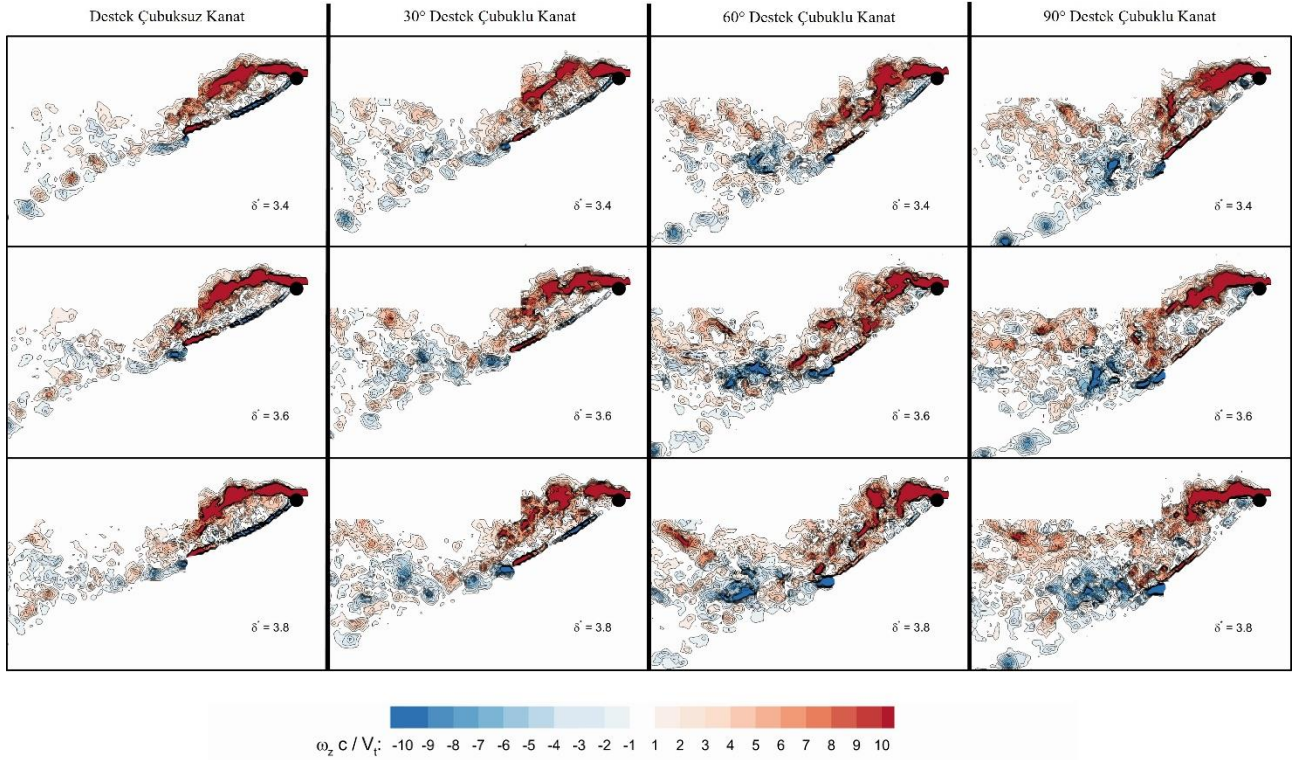 Destek Çubuksuz Kanat
30° Destek Çubuklu Kanat
60° Destek Çubuklu Kanat
90° Destek Çubuklu Kanat
δ* = 3.4
δ* = 3.4
δ* = 3.4
δ* = 3.4
δ* = 3.6
δ* = 3.6
δ* = 3.6
δ* = 3.6
δ* = 3.8
δ* = 3.8
δ* = 3.8
δ* = 3.8
ω_z c / V_t: -10 -9 -8 -7 -6 -5 -4 -3 -2 -1 1 2 3 4 5 6 7 8 9 10